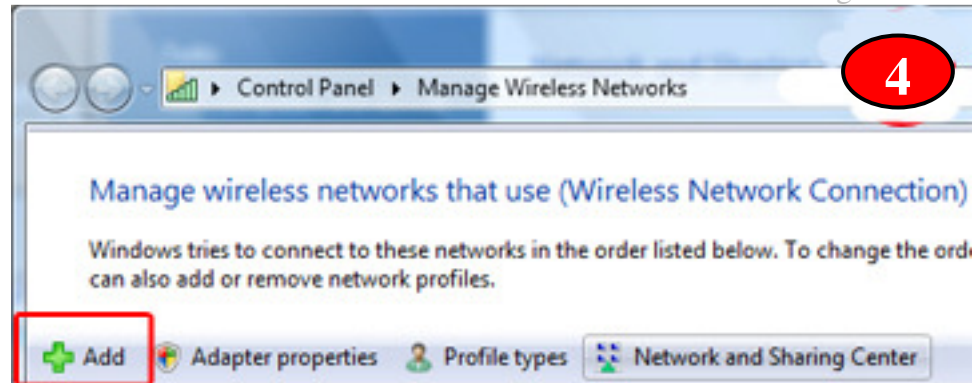 4
Control Panel Manage Wireless Networks
Manage wireless networks that use (Wireless Network Connection)
Windows tries to connect to these networks in the order listed below. To change the orde
can also add or remove network profiles.
Add Adapter properties Profile types Network and Sharing Center